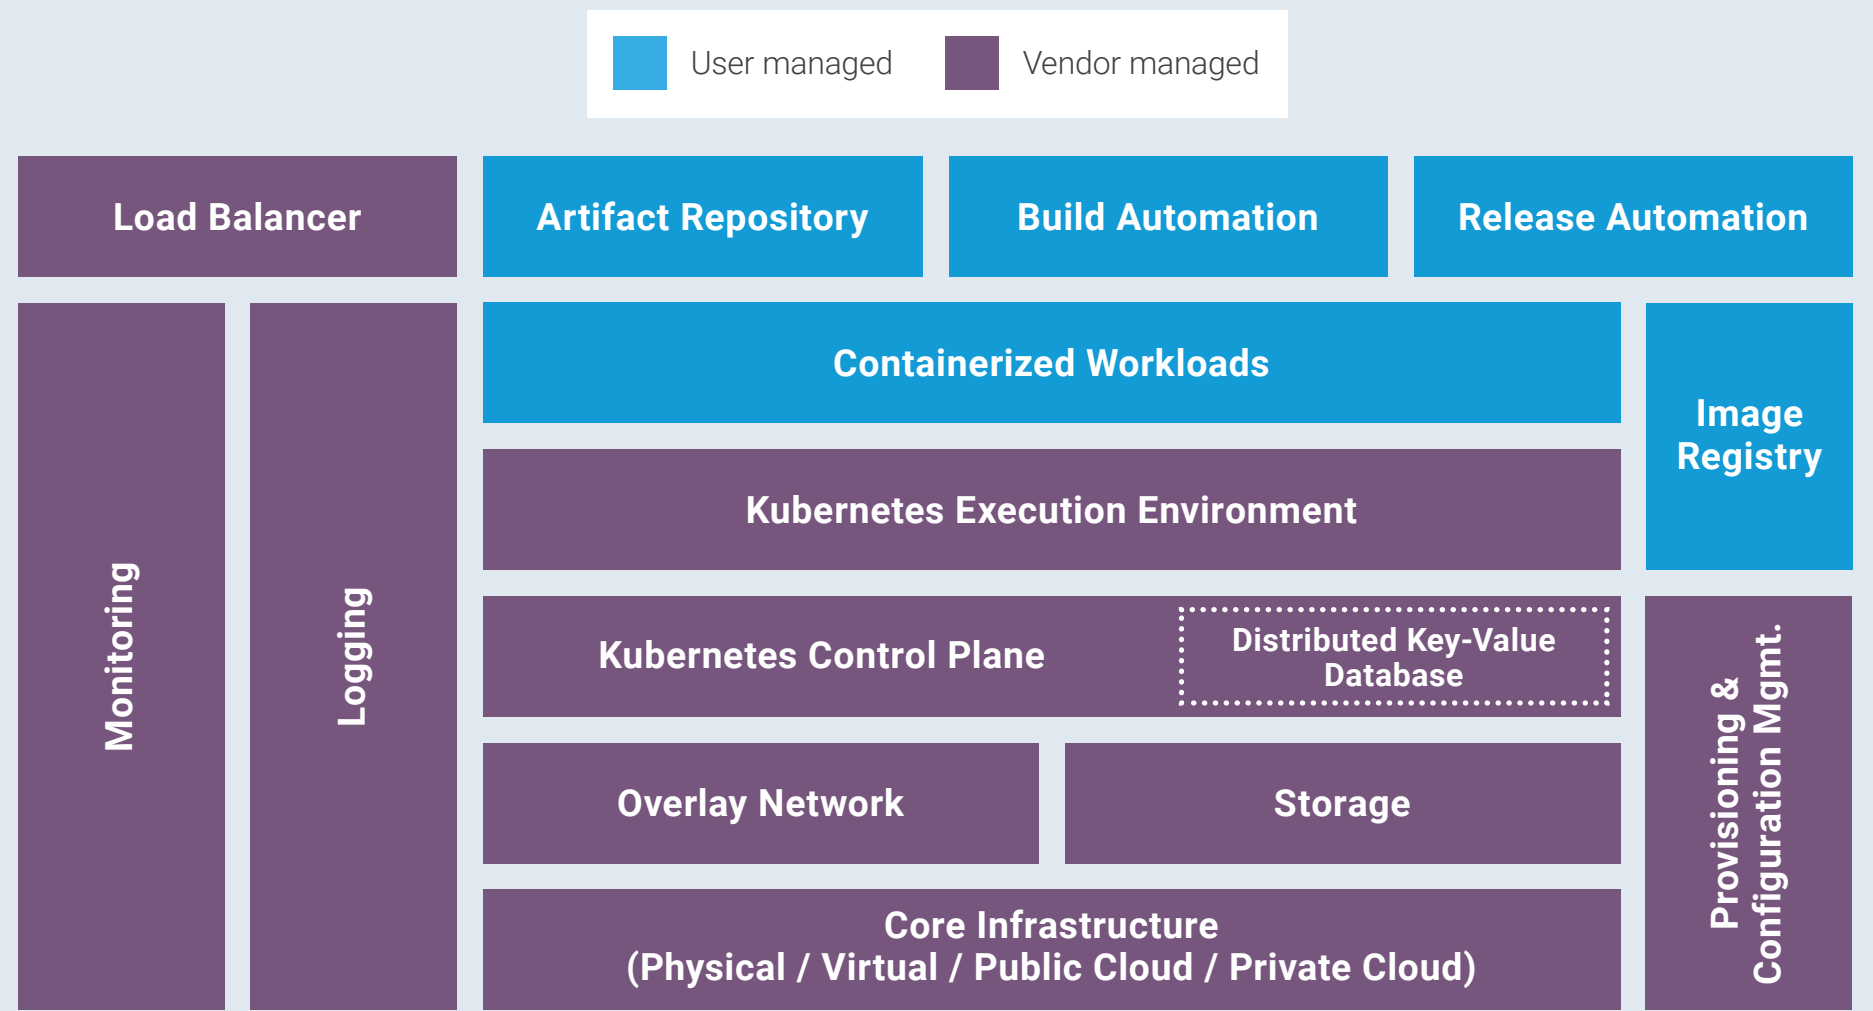 User managed
Vendor managed
Load Balancer
Artifact Repository
Build Automation
Release Automation
Monitoring
Logging
Containerized Workloads
Image
Registry
Kubernetes Execution Environment
Kubernetes Control Plane
Distributed Key-Value
Database
Provisioning &
Configuration Mgmt.
Overlay Network
Storage
Core Infrastructure
(Physical / Virtual / Public Cloud / Private Cloud)